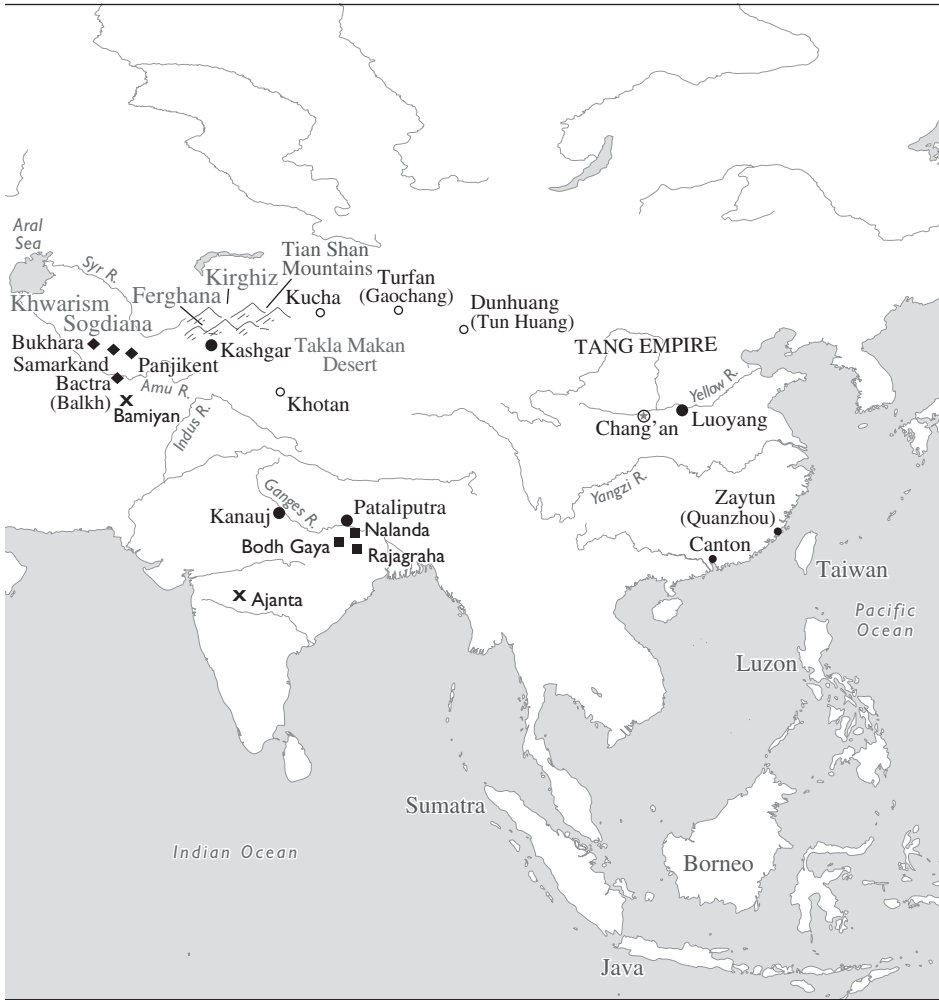 Aral
Sea
Syr R.
Tian Shan
Mountains
Kirghiz
Ferghana
Khwarism
Sogdiana
Kucha
Turfan
(Gaochang)
Dunhuang
(Tun Huang)
Bukhara
Samarkand
Panjikent
Kashgar
Takla Makan
Desert
TANG EMPIRE
Bactra
(Balkh)
Amu R.
Bamiyan
Indus R.
Khotan
Yellow R.
Chang'an
Luoyang
Yangzi R.
Ganges R.
Kanauj
Pataliputra
Nalanda
Bodh Gaya
Rajagraha
Zaytun
(Quanzhou)
Canton
Taiwan
Ajanta
Pacific
Ocean
Luzon
Sumatra
Indian Ocean
Borneo
Java